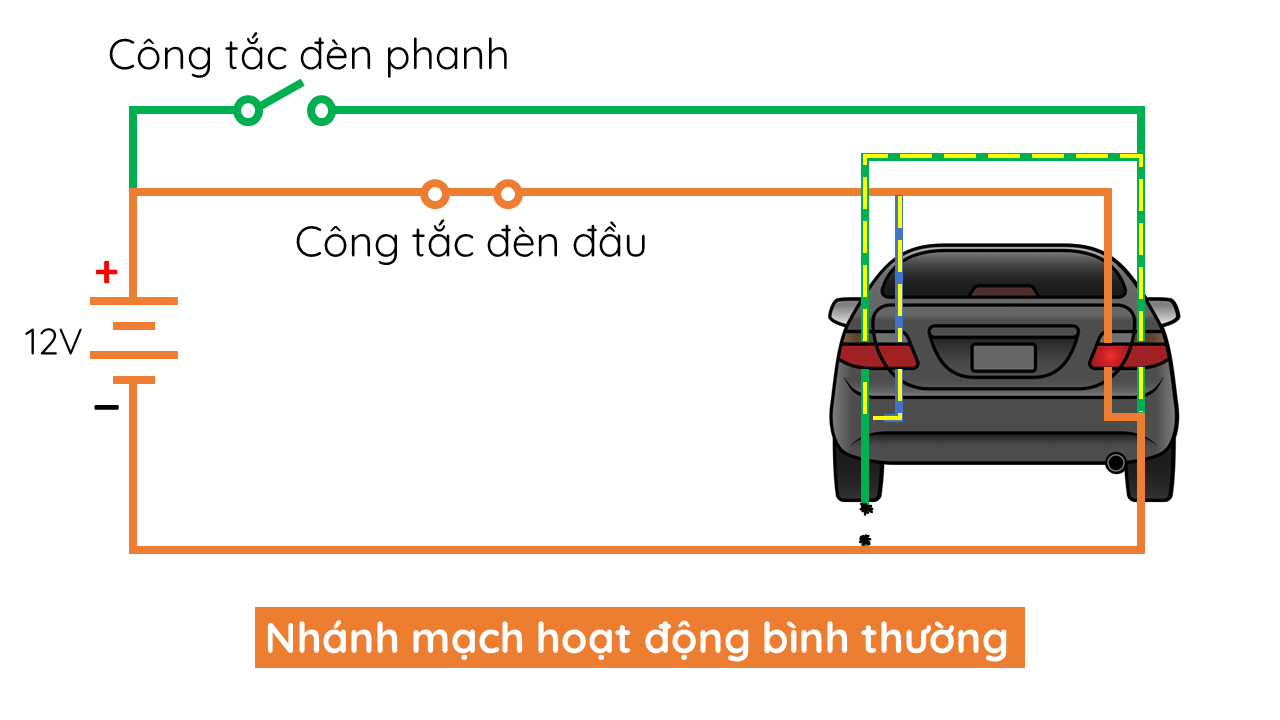 Công tắc đèn phanh
Công tắc đèn đầu
+
12V
−
Nhánh mạch hoạt động bình thường